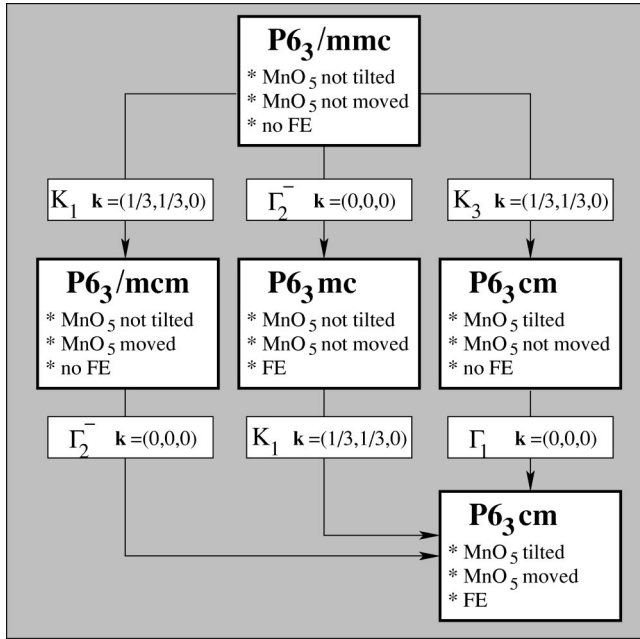 P6₃/mmc
* MnO₅ not tilted
* MnO₅ not moved
* no FE
K₁ k =(1/3,1/3,0)
Γ₂⁻ k =(0,0,0)
K₃ k =(1/3,1/3,0)
P6₃/mcm
* MnO₅ not tilted
* MnO₅ moved
* no FE
P6₃mc
* MnO₅ not tilted
* MnO₅ not moved
* FE
P6₃cm
* MnO₅ tilted
* MnO₅ not moved
* no FE
Γ₂⁻ k =(0,0,0)
K₁ k =(1/3,1/3,0)
Γ₁ k =(0,0,0)
P6₃cm
* MnO₅ tilted
* MnO₅ moved
* FE